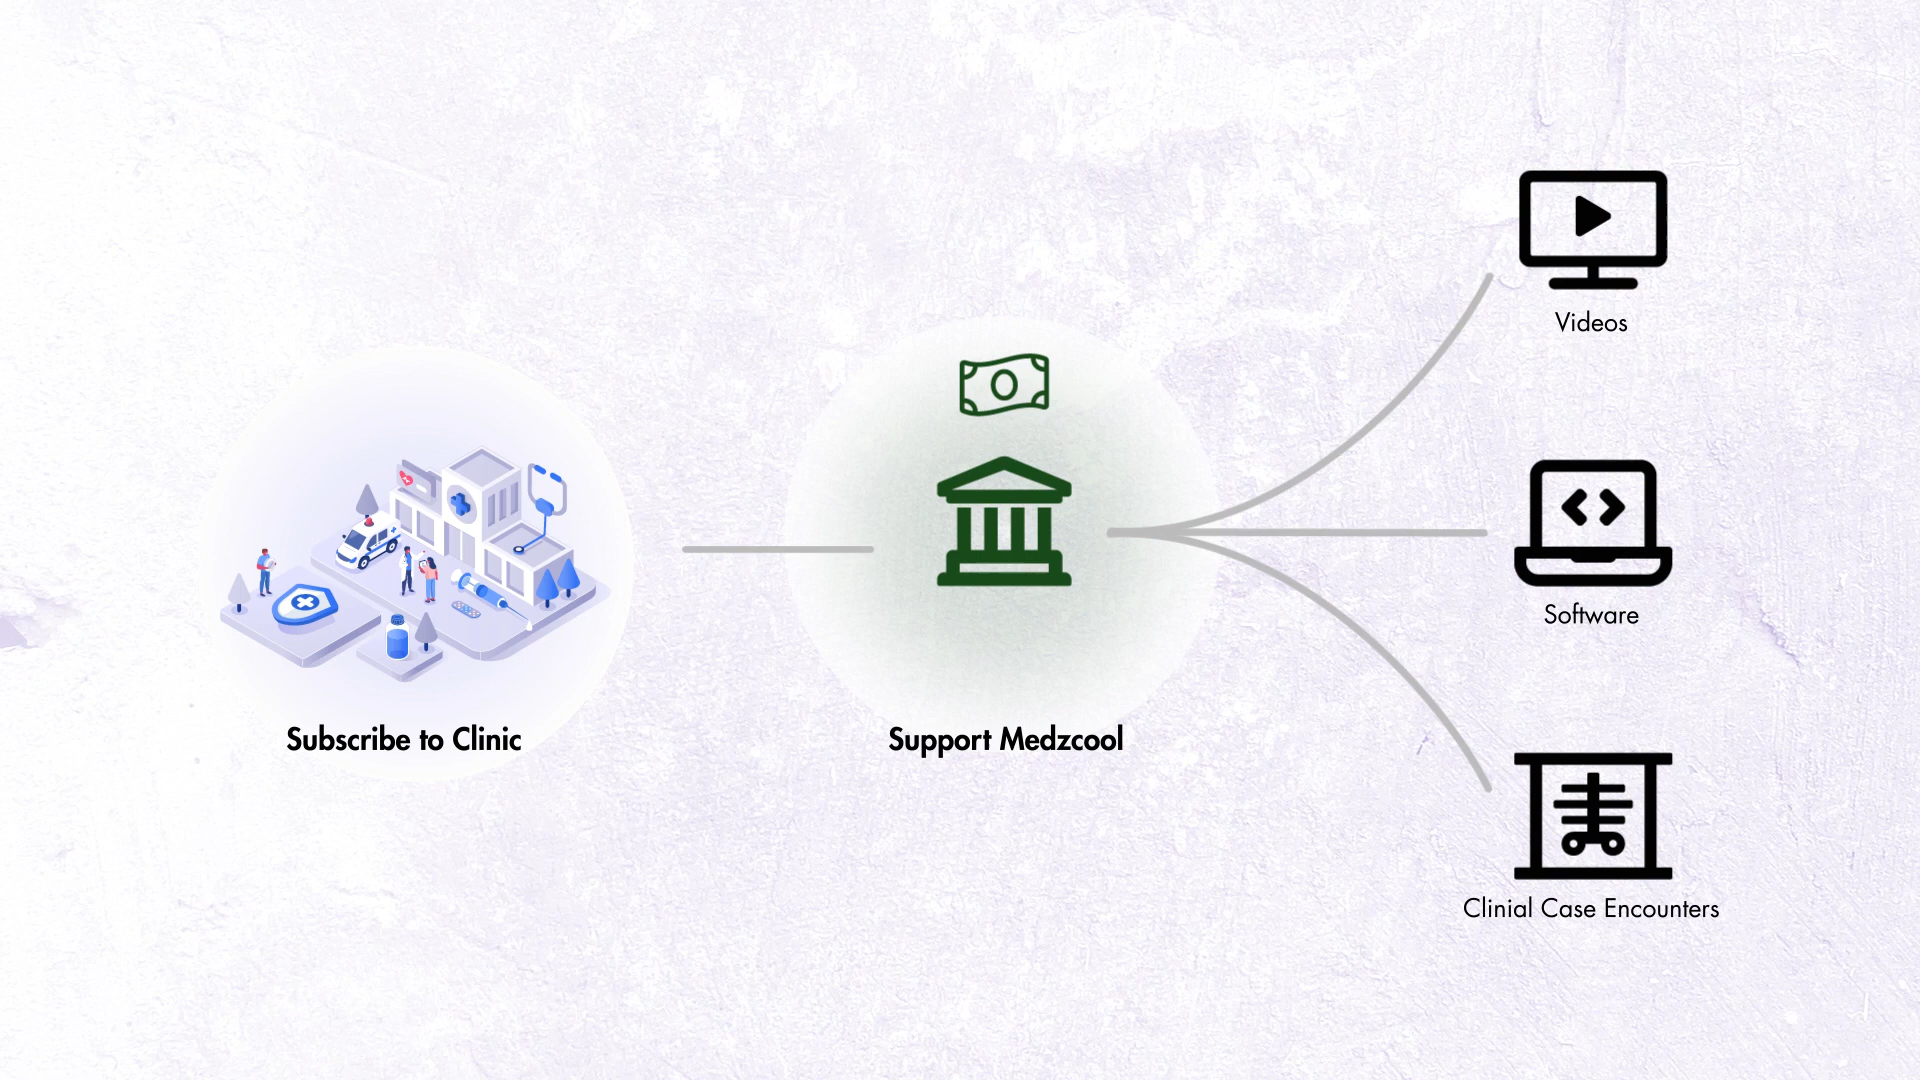 Videos
Software
Subscribe to Clinic
Support Medzcool
Clinial Case Encounters